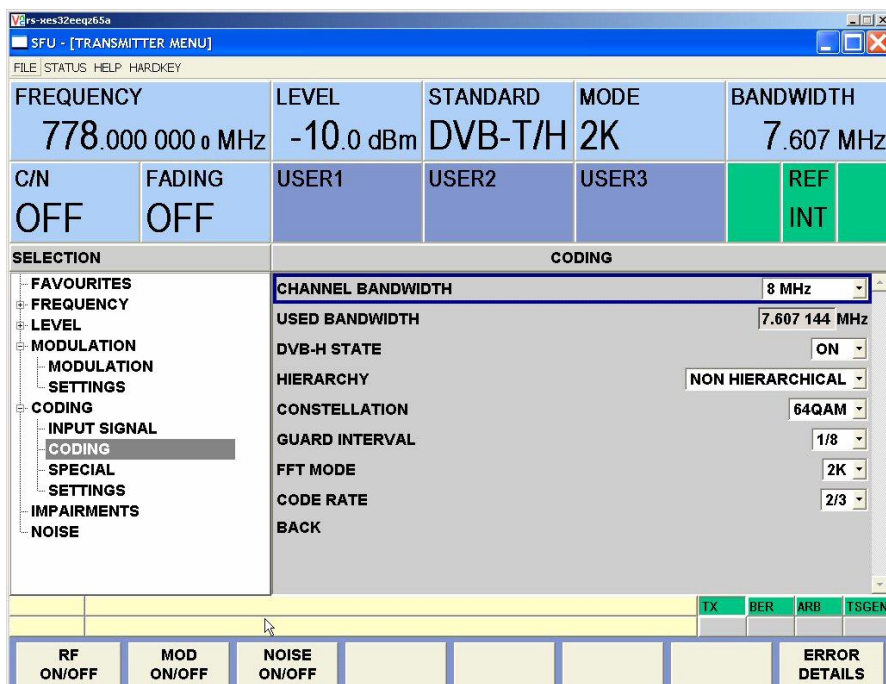 rs-xes32eeqz65a
SFU - [TRANSMITTER MENU]
FILE STATUS HELP HARDKEY
FREQUENCY LEVEL STANDARD MODE BANDWIDTH
778.000 000 0 MHz -10.0 dBm DVB-T/H 2K 7.607 MHz
C/N FADING USER1 USER2 USER3 REF
OFF OFF INT
SELECTION CODING
FAVOURITES
FREQUENCY
LEVEL
MODULATION
MODULATION
SETTINGS
CODING
INPUT SIGNAL
CODING
SPECIAL
SETTINGS
IMPAIRMENTS
NOISE
CHANNEL BANDWIDTH 8 MHz
USED BANDWIDTH 7.607 144 MHz
DVB-H STATE ON
HIERARCHY NON HIERARCHICAL
CONSTELLATION 64QAM
GUARD INTERVAL 1/8
FFT MODE 2K
CODE RATE 2/3
BACK
TX BER ARB TSGEN
RF MOD NOISE ERROR
ON/OFF ON/OFF ON/OFF DETAILS